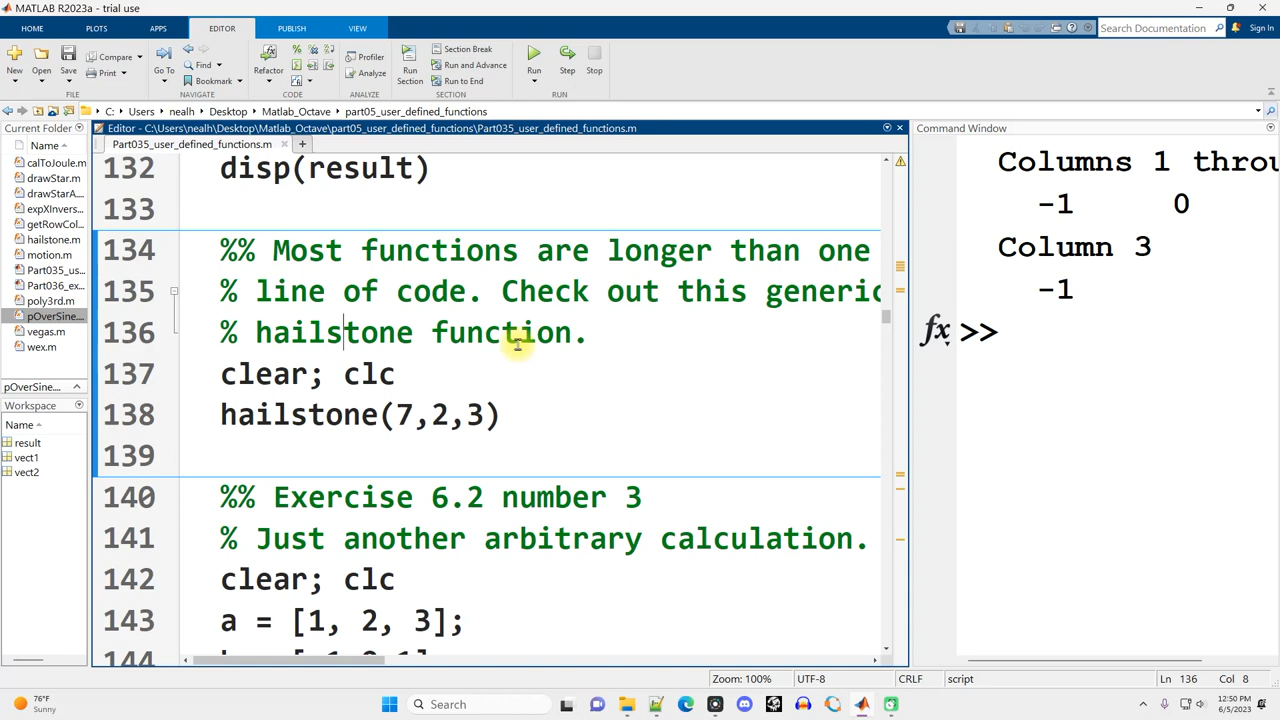 MATLAB R2023a - trial use
HOME PLOTS APPS EDITOR PUBLISH VIEW
Search Documentation
Sign In
New Open Save
Compare
Print
Go To
Find
Bookmark
Refactor
Profiler
Analyze
Run Section
Section Break
Run and Advance
Run to End
Run Step Stop
FILE NAVIGATE CODE ANALYZE SECTION RUN
C: Users nealh Desktop Matlab_Octave part05_user_defined_functions
Current Folder
Name
calToJoule.m
drawStar.m
drawStarA...
expXInvers...
getRowCol...
hailstone.m
motion.m
Part035_us...
Part036_ex...
poly3rd.m
pOverSine...
vegas.m
wex.m
pOverSine....
Workspace
Name
result
vect1
vect2
Editor - C:\Users\nealh\Desktop\Matlab_Octave\part05_user_defined_functions\Part035_user_defined_functions.m
Part035_user_defined_functions.m
132 disp(result)
133
134 %% Most functions are longer than one
135 % line of code. Check out this generic
136 % hailstone function.
137 clear; clc
138 hailstone(7,2,3)
139
140 %% Exercise 6.2 number 3
141 % Just another arbitrary calculation.
142 clear; clc
143 a = [1, 2, 3];
144
Command Window
Columns 1 throu
-1 0
Column 3
-1
fx >>
Zoom: 100% UTF-8 CRLF script Ln 136 Col 8
76°F
Sunny
Search
12:50 PM
6/5/2023